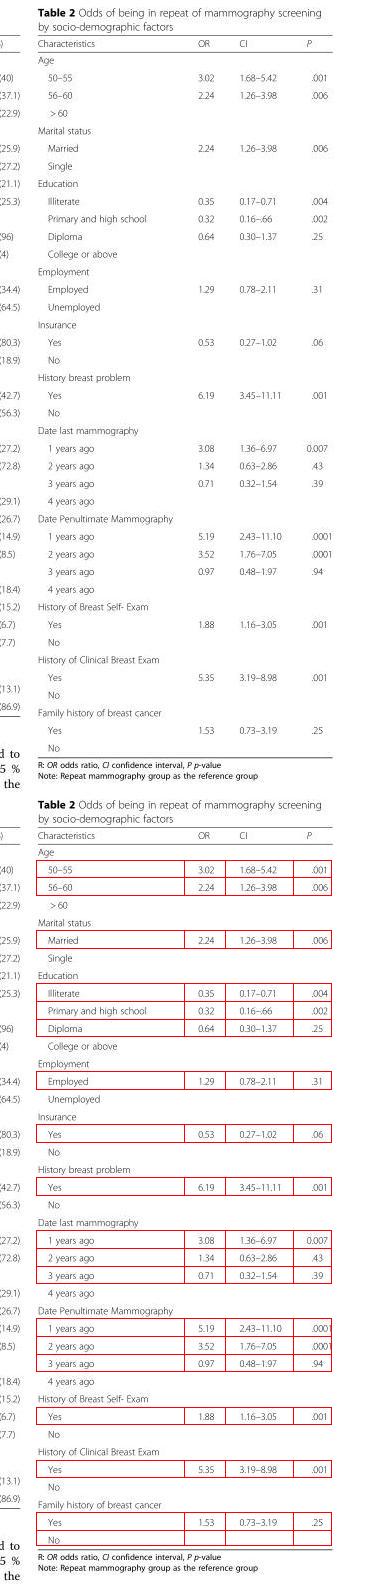 Table 2 Odds of being in repeat of mammography screening
by socio-demographic factors
) Characteristics OR CI P
Age
(40) 50–55 3.02 1.68–5.42 .001
(37.1) 56–60 2.24 1.26–3.98 .006
(22.9) > 60
Marital status
(25.9) Married 2.24 1.26–3.98 .006
(27.2) Single
(21.1) Education
(25.3) Illiterate 0.35 0.17–0.71 .004
Primary and high school 0.32 0.16–.66 .002
(96) Diploma 0.64 0.30–1.37 .25
(4) College or above
Employment
(34.4) Employed 1.29 0.78–2.11 .31
(64.5) Unemployed
Insurance
(80.3) Yes 0.53 0.27–1.02 .06
(18.9) No
History breast problem
(42.7) Yes 6.19 3.45–11.11 .001
(56.3) No
Date last mammography
(27.2) 1 years ago 3.08 1.36–6.97 0.007
(72.8) 2 years ago 1.34 0.63–2.86 .43
3 years ago 0.71 0.32–1.54 .39
(29.1) 4 years ago
(26.7) Date Penultimate Mammography
(14.9) 1 years ago 5.19 2.43–11.10 .0001
(8.5) 2 years ago 3.52 1.76–7.05 .0001
3 years ago 0.97 0.48–1.97 .94
(18.4) 4 years ago
(15.2) History of Breast Self- Exam
(6.7) Yes 1.88 1.16–3.05 .001
(7.7) No
History of Clinical Breast Exam
Yes 5.35 3.19–8.98 .001
(13.1) No
(86.9) Family history of breast cancer
Yes 1.53 0.73–3.19 .25
d to No
5 % R: OR odds ratio, CI confidence interval, P p-value
the Note: Repeat mammography group as the reference group
Table 2 Odds of being in repeat of mammography screening
by socio-demographic factors
) Characteristics OR CI P
Age
(40) 50–55 3.02 1.68–5.42 .001
(37.1) 56–60 2.24 1.26–3.98 .006
(22.9) > 60
Marital status
(25.9) Married 2.24 1.26–3.98 .006
(27.2) Single
(21.1) Education
(25.3) Illiterate 0.35 0.17–0.71 .004
Primary and high school 0.32 0.16–.66 .002
(96) Diploma 0.64 0.30–1.37 .25
(4) College or above
Employment
(34.4) Employed 1.29 0.78–2.11 .31
(64.5) Unemployed
Insurance
(80.3) Yes 0.53 0.27–1.02 .06
(18.9) No
History breast problem
(42.7) Yes 6.19 3.45–11.11 .001
(56.3) No
Date last mammography
(27.2) 1 years ago 3.08 1.36–6.97 0.007
(72.8) 2 years ago 1.34 0.63–2.86 .43
3 years ago 0.71 0.32–1.54 .39
(29.1) 4 years ago
(26.7) Date Penultimate Mammography
(14.9) 1 years ago 5.19 2.43–11.10 .0001
(8.5) 2 years ago 3.52 1.76–7.05 .0001
3 years ago 0.97 0.48–1.97 .94
(18.4) 4 years ago
(15.2) History of Breast Self- Exam
(6.7) Yes 1.88 1.16–3.05 .001
(7.7) No
History of Clinical Breast Exam
Yes 5.35 3.19–8.98 .001
(13.1) No
(86.9) Family history of breast cancer
Yes 1.53 0.73–3.19 .25
d to No
5 % R: OR odds ratio, CI confidence interval, P p-value
the Note: Repeat mammography group as the reference group